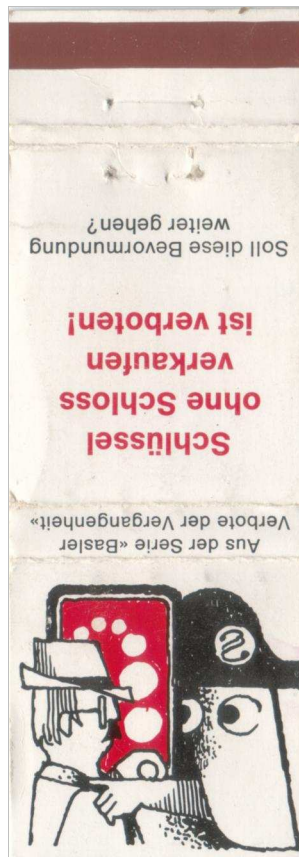 Aus der Serie «Basler
Verbote der Vergangenheit»
Schlüssel
ohne Schloss
verkaufen
ist verboten!
Soll diese Bevormundung
weiter gehen?